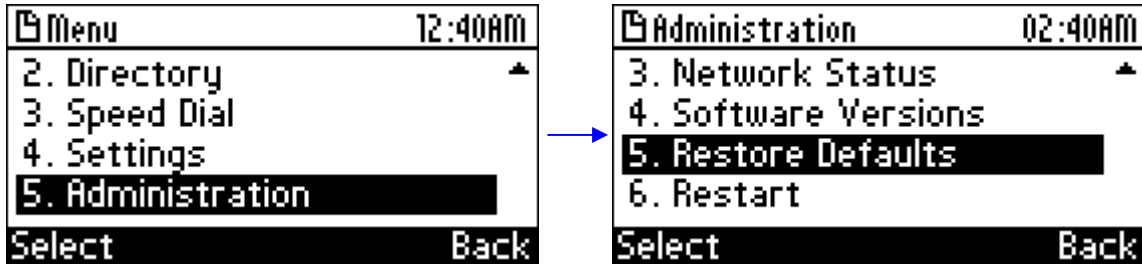 Menu 12:40AM
2. Directory
3. Speed Dial
4. Settings
5. Administration
Select Back
Administration 02:40AM
3. Network Status
4. Software Versions
5. Restore Defaults
6. Restart
Select Back